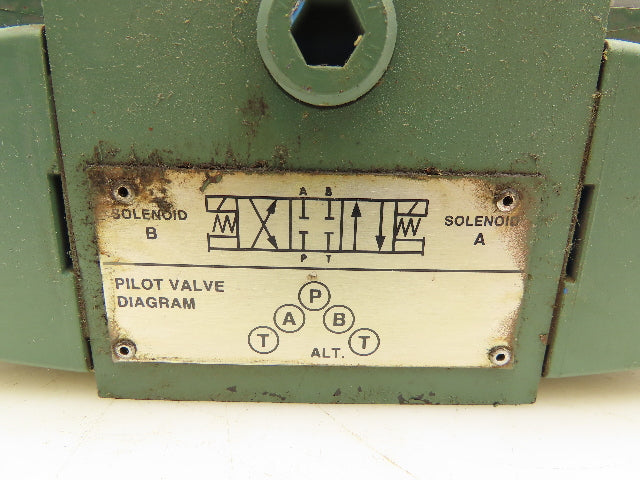 A B
SOLENOID
B
SOLENOID
A
P T
PILOT VALVE
DIAGRAM
P
A B
T T
ALT.